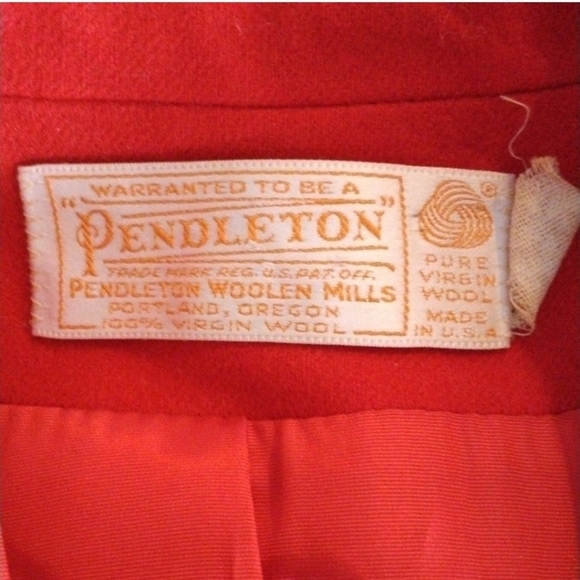 WARRANTED TO BE A
"PENDLETON"
TRADE MARK REG. U.S. PAT. OFF.
PENDLETON WOOLEN MILLS
PORTLAND, OREGON
100% VIRGIN WOOL
®
PURE
VIRGIN
WOOL
MADE
IN U.S.A.